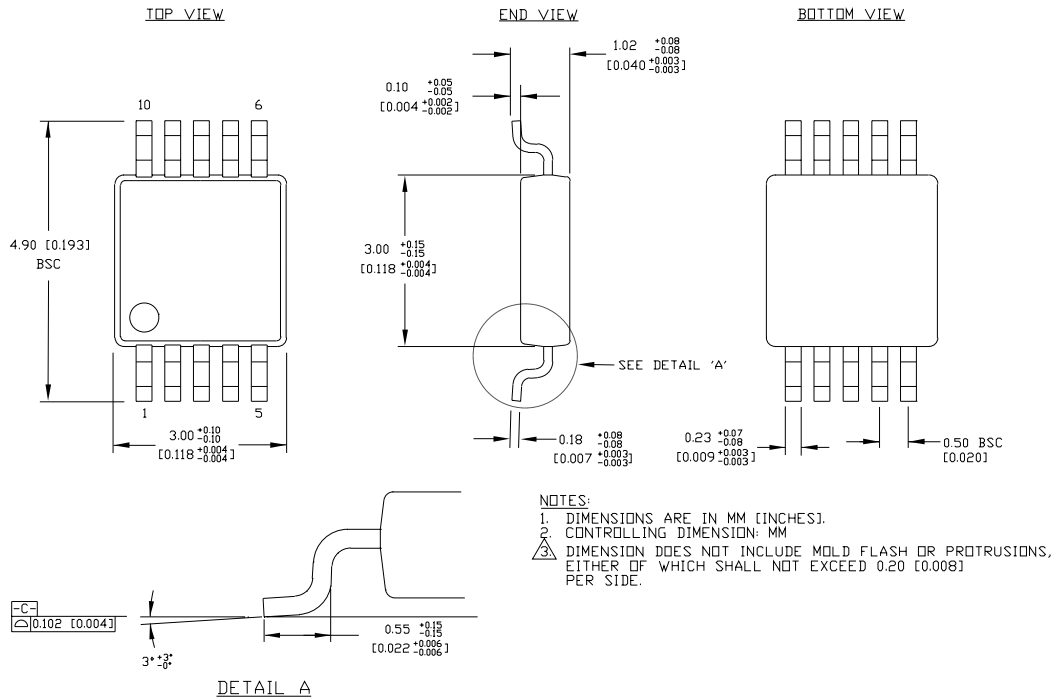 TOP VIEW
END VIEW
BOTTOM VIEW
1.02 +0.08 -0.08
[0.040 +0.003 -0.003]
0.10 +0.05 -0.05
[0.004 +0.002 -0.002]
10
6
4.90 [0.193]
BSC
3.00 +0.15 -0.15
[0.118 +0.004 -0.004]
SEE DETAIL 'A'
1
5
3.00 +0.10 -0.10
[0.118 +0.004 -0.004]
0.18 +0.08 -0.08
[0.007 +0.003 -0.003]
0.23 +0.07 -0.08
[0.009 +0.003 -0.003]
0.50 BSC
[0.020]
NOTES:
1. DIMENSIONS ARE IN MM [INCHES].
2. CONTROLLING DIMENSION: MM
3. DIMENSION DOES NOT INCLUDE MOLD FLASH OR PROTRUSIONS,
EITHER OF WHICH SHALL NOT EXCEED 0.20 [0.008]
PER SIDE.
-C-
⌓ 0.102 [0.004]
3° +3° -0°
0.55 +0.15 -0.15
[0.022 +0.006 -0.006]
DETAIL A